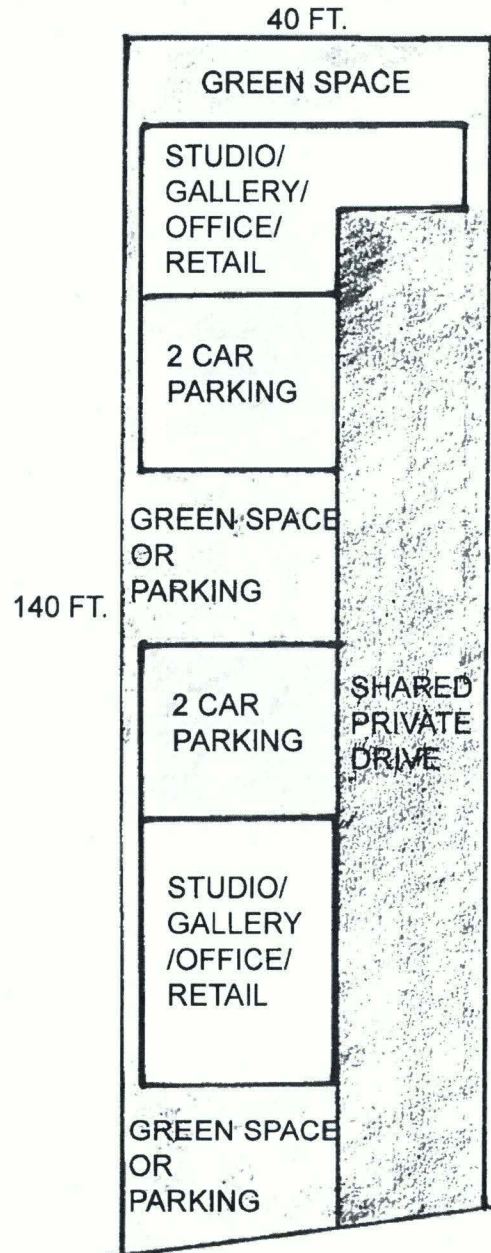 40 FT.
GREEN SPACE
STUDIO/
GALLERY/
OFFICE/
RETAIL
2 CAR
PARKING
GREEN SPACE
OR
PARKING
140 FT.
2 CAR
PARKING
SHARED
PRIVATE
DRIVE
STUDIO/
GALLERY
/OFFICE/
RETAIL
GREEN SPACE
OR
PARKING